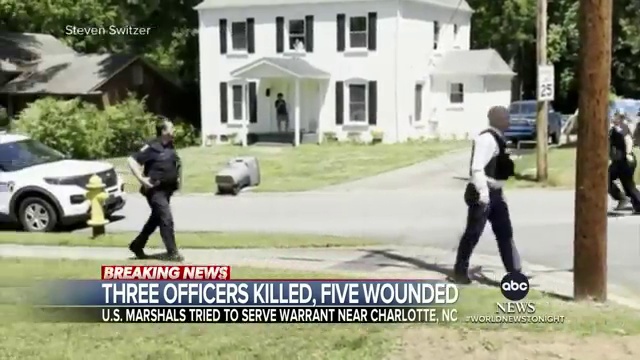 Steven Switzer
25
BREAKING NEWS
THREE OFFICERS KILLED, FIVE WOUNDED
U.S. MARSHALS TRIED TO SERVE WARRANT NEAR CHARLOTTE, NC
abc
NEWS
#WORLDNEWSTONIGHT